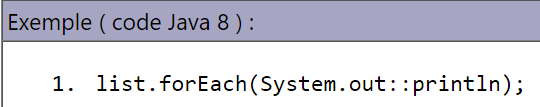 Exemple ( code Java 8 ) :
1. list.forEach(System.out::println);